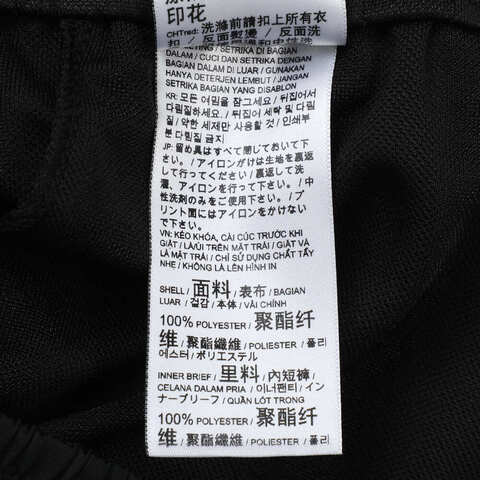 印花
CHTred: 洗滌前請扣上所有衣
扣 / 反面熨燙 / 反面洗
DALAM / CUCI DAN SETRIKA DENGAN
BAGIAN DALAM DI LUAR / GUNAKAN
HANYA DETERJEN LEMBUT / JANGAN
SETRIKA BAGIAN YANG DISABLON
KR: 모든 여밈을 잠그세요 / 뒤집어서
다림질하세요 / 뒤집어 세탁 및 다림
질 / 약한 세제만 사용할 것 / 인쇄부
분 다림질 금지
JP: 留め具はすべて閉じておいて下
さい。/ アイロンがけは生地を裏返
して行ってください / 裏返して洗
濯、アイロンを行ってください。/ 中
性洗剤のみをご使用ください。/ プ
リント面にはアイロンをかけない
で下さい。
VN: KÉO KHÓA, CÀI CÚC TRƯỚC KHI
GIẶT / LÀ/ỦI TRÊN MẶT TRÁI / GIẶT VÀ
LÀ MẶT TRÁI / CHỈ SỬ DỤNG CHẤT TẨY
NHẸ / KHÔNG LÀ LÊN HÌNH IN
SHELL / 面料 / 表布 / BAGIAN
LUAR / 겉감 / 本体 / VẢI CHÍNH
100% POLYESTER / 聚酯纤
维 / 聚酯纖維 / POLYESTER / 폴리
에스터 / ポリエステル
INNER BRIEF / 里料 / 內短褲 /
CELANA DALAM PRIA / 이너팬티 / イン
ナーブリーフ / QUẦN LÓT TRONG
100% POLYESTER / 聚酯纤
维 / 聚酯纖維 / POLYESTER / 폴리